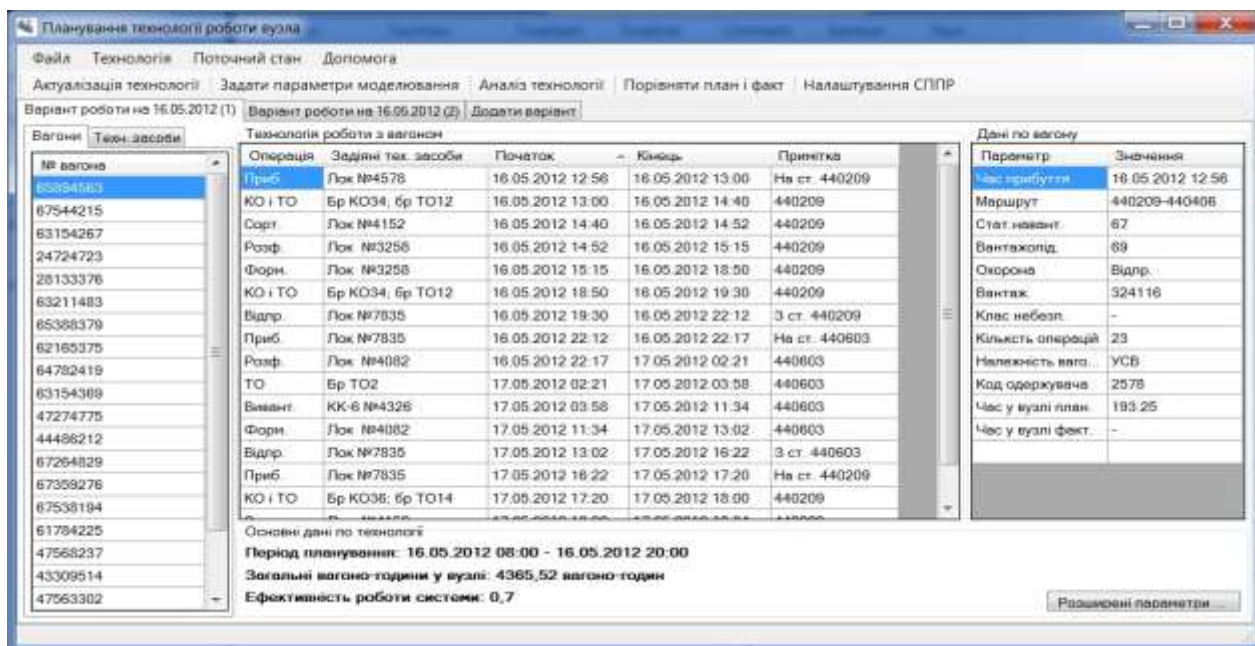 Планування технології роботи вузла
Файл Технологія Поточний стан Допомога
Актуалізація технології Задати параметри моделювання Аналіз технології Порівняти план і факт Налаштування СППР
Варіант роботи на 16.05.2012 (1) Варіант роботи на 16.05.2012 (2) Додати варіант
Вагони Техн. засоби
№ вагона
65894563
67544215
63154267
24724723
28133376
63211483
65388379
62165375
64782419
63154369
47274775
44486212
67264829
67359276
67538194
61784225
47568237
43309514
47563302
Технологія роботи з вагоном
Операція Задіяні тех. засоби Початок Кінець Примітка
Приб. Лок №4578 16.05.2012 12:56 16.05.2012 13:00 На ст. 440209
КО і ТО Бр КО34; бр ТО12 16.05.2012 13:00 16.05.2012 14:40 440209
Сорт. Лок №4152 16.05.2012 14:40 16.05.2012 14:52 440209
Розф. Лок №3258 16.05.2012 14:52 16.05.2012 15:15 440209
Форм. Лок №3258 16.05.2012 15:15 16.05.2012 18:50 440209
КО і ТО Бр КО34; бр ТО12 16.05.2012 18:50 16.05.2012 19:30 440209
Відпр. Лок №7835 16.05.2012 19:30 16.05.2012 22:12 З ст. 440209
Приб. Лок №7835 16.05.2012 22:12 16.05.2012 22:17 На ст. 440603
Розф. Лок №4082 16.05.2012 22:17 17.05.2012 02:21 440603
ТО Бр ТО2 17.05.2012 02:21 17.05.2012 03:58 440603
Вивант. КК-6 №4326 17.05.2012 03:58 17.05.2012 11:34 440603
Форм. Лок №4082 17.05.2012 11:34 17.05.2012 13:02 440603
Відпр. Лок №7835 17.05.2012 13:02 17.05.2012 16:22 З ст. 440603
Приб. Лок №7835 17.05.2012 16:22 17.05.2012 17:20 На ст. 440209
КО і ТО Бр КО36; бр ТО14 17.05.2012 17:20 17.05.2012 18:00 440209
Дані по вагону
Параметр Значення
Час прибуття 16.05.2012 12:56
Маршрут 440209-440406
Стат.навант. 67
Вантажопід. 69
Охорона Відпр.
Вантаж. 324116
Клас небезп. -
Кількість операцій 23
Належність ваго... УСВ
Код одержувача 2578
Час у вузлі план. 193.25
Час у вузлі факт. -
Основні дані по технології
Період планування: 16.05.2012 08:00 - 16.05.2012 20:00
Загальні вагоно-години у вузлі: 4365,52 вагоно-годин
Ефективність роботи системи: 0,7
Розширені параметри ...